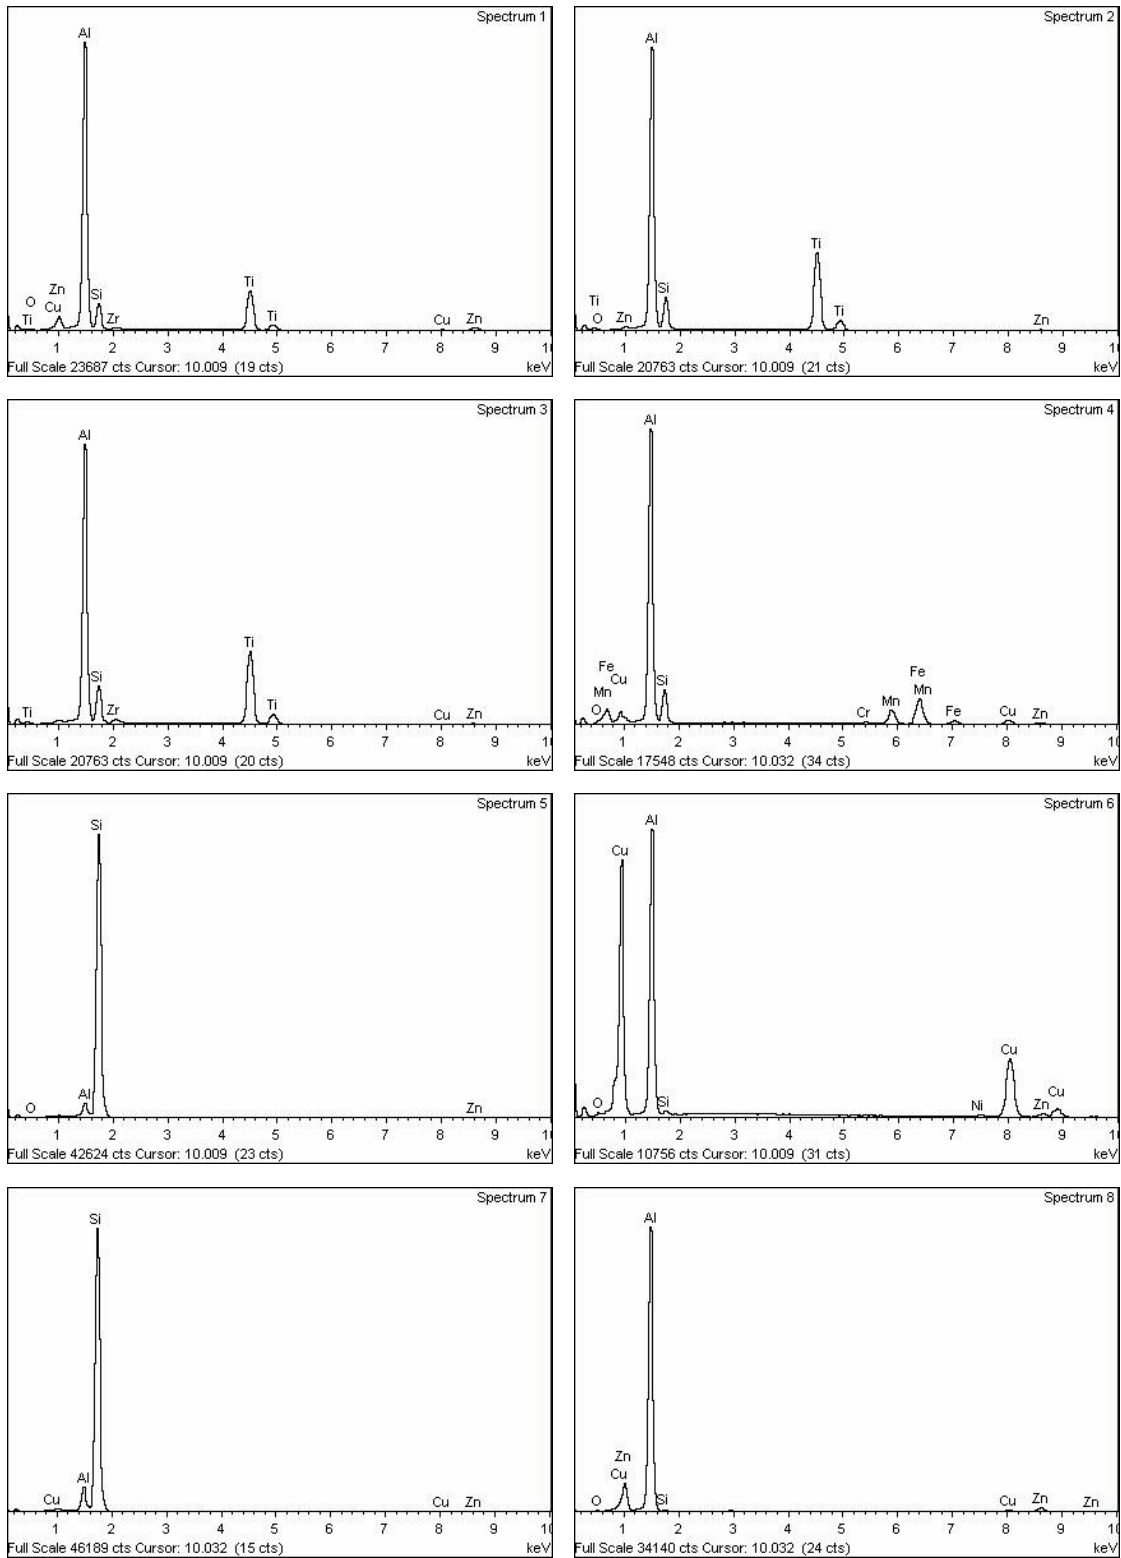 Spectrum 1
Al
Zn
O
Cu
Si
Ti
Ti
Zr
Ti
Cu
Zn
1 2 3 4 5 6 7 8 9 1
Full Scale 23687 cts Cursor: 10.009 (19 cts)
keV
Spectrum 2
Al
Ti
Si
Ti
O
Zn
Ti
Zn
1 2 3 4 5 6 7 8 9 1
Full Scale 20763 cts Cursor: 10.009 (21 cts)
keV
Spectrum 3
Al
Ti
Si
Ti
Zr
Ti
Cu
Zn
1 2 3 4 5 6 7 8 9 1
Full Scale 20763 cts Cursor: 10.009 (20 cts)
keV
Spectrum 4
Al
Fe
Cu
Mn
O
Si
Fe
Mn
Mn
Cr
Fe
Cu
Zn
1 2 3 4 5 6 7 8 9 10
Full Scale 17548 cts Cursor: 10.032 (34 cts)
keV
Spectrum 5
Si
Al
O
Zn
1 2 3 4 5 6 7 8 9 1
Full Scale 42624 cts Cursor: 10.009 (23 cts)
keV
Spectrum 6
Al
Cu
Cu
O
Si
Ni
Zn
Cu
1 2 3 4 5 6 7 8 9 1
Full Scale 10756 cts Cursor: 10.009 (31 cts)
keV
Spectrum 7
Si
Al
Cu
Cu
Zn
1 2 3 4 5 6 7 8 9 10
Full Scale 46189 cts Cursor: 10.032 (15 cts)
keV
Spectrum 8
Al
Zn
Cu
O
Si
Cu
Zn
Zn
1 2 3 4 5 6 7 8 9 10
Full Scale 34140 cts Cursor: 10.032 (24 cts)
keV